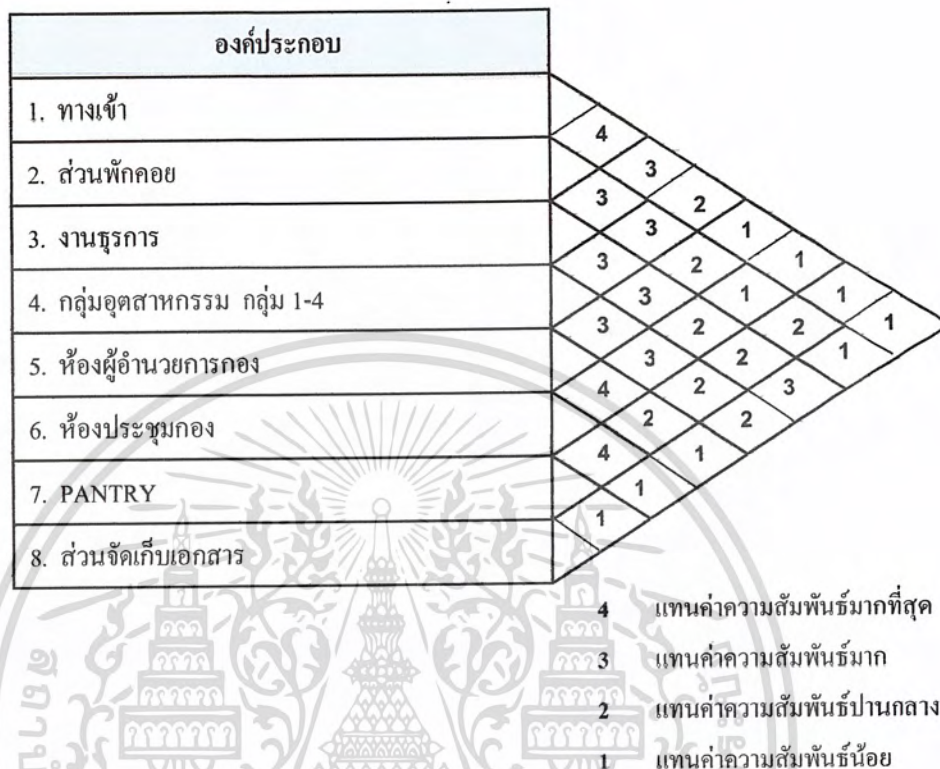 องค์ประกอบ
1. ทางเข้า
2. ส่วนพักคอย
3. งานธุรการ
4. กลุ่มอุตสาหกรรม กลุ่ม 1-4
5. ห้องผู้อำนวยการกอง
6. ห้องประชุมกอง
7. PANTRY
8. ส่วนจัดเก็บเอกสาร
4
3
3 2
3 1
3 2 1
3 1 1
3 2 2 1
3 2 1
4 2 3
2 2
4 1
1
1
4 แทนค่าความสัมพันธ์มากที่สุด
3 แทนค่าความสัมพันธ์มาก
2 แทนค่าความสัมพันธ์ปานกลาง
1 แทนค่าความสัมพันธ์น้อย